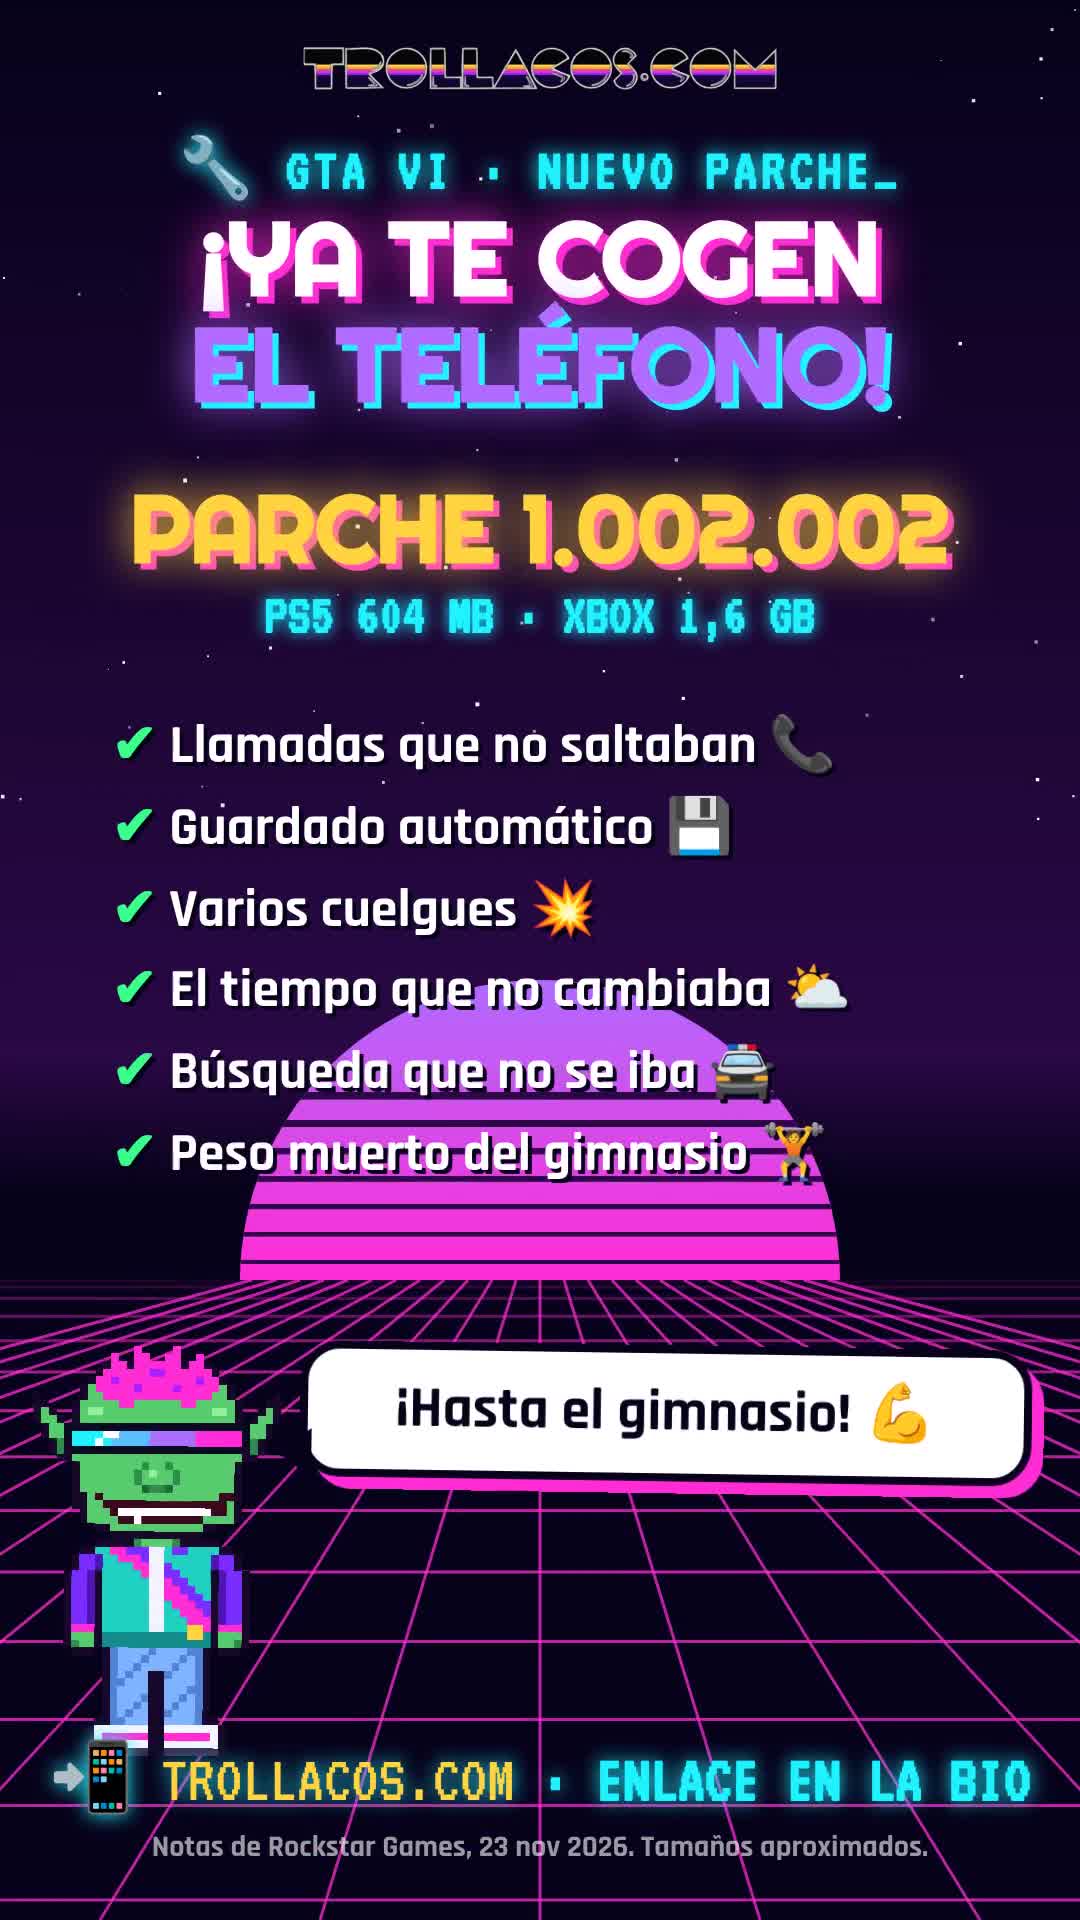 TROLLACOS.COM
🔧 GTA VI · NUEVO PARCHE_
¡YA TE COGEN
EL TELÉFONO!
PARCHE 1.002.002
PS5 604 MB · XBOX 1,6 GB
✔ Llamadas que no saltaban 📞
✔ Guardado automático 💾
✔ Varios cuelgues 💥
✔ El tiempo que no cambiaba ⛅
✔ Búsqueda que no se iba 🚔
✔ Peso muerto del gimnasio 🏋️
¡Hasta el gimnasio! 💪
📲 TROLLACOS.COM · ENLACE EN LA BIO
Notas de Rockstar Games, 23 nov 2026. Tamaños aproximados.